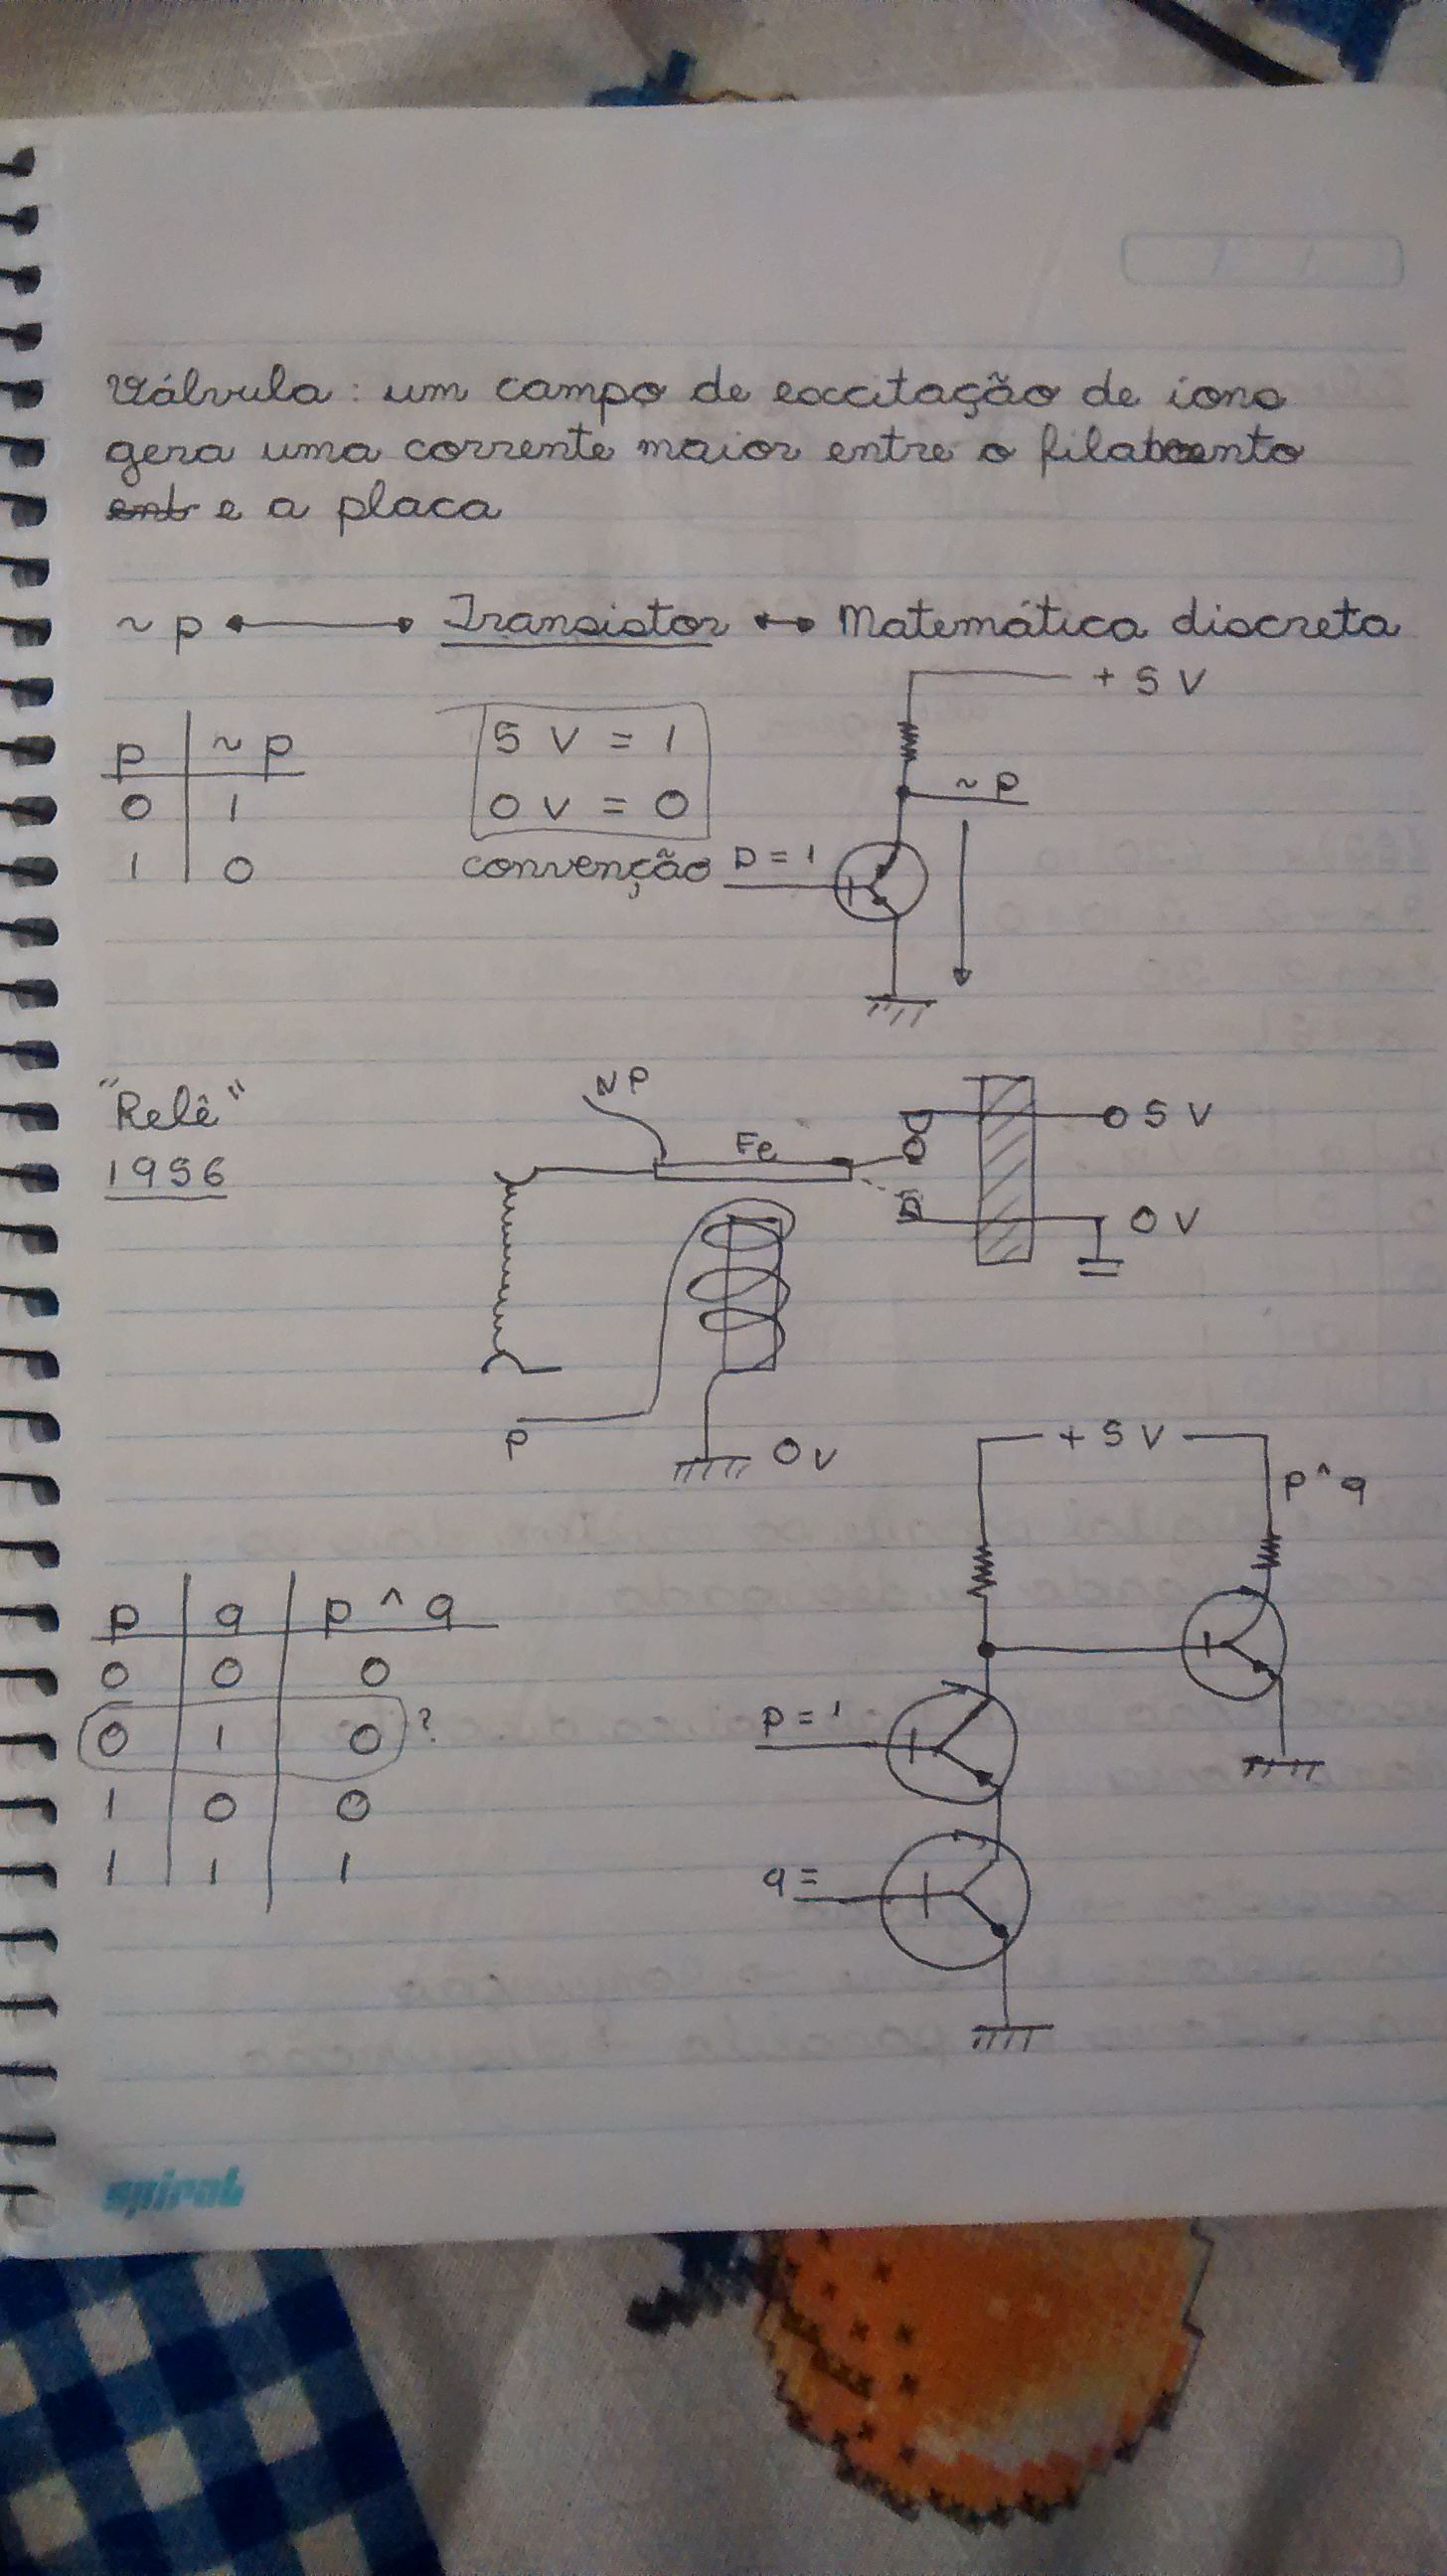 Válvula: um campo de excitação de íons
gera uma corrente maior entre o filamento
ent e a placa
~ p ↔ Transistor ↔ Matemática discreta
+ 5 V
p ~ p
0 1
1 0
5 V = 1
0 V = 0
convenção
~ p
p = 1
"Relê"
1956
NP
Fe
5 V
0 V
p
0 V
+ 5 V
p ^ q
p q p ^ q
0 0 0
0 1 0 ?
1 0 0
1 1 1
p = 1
q =
spiral